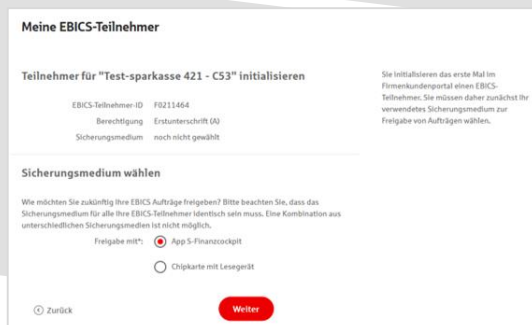 Meine EBICS-Teilnehmer
Teilnehmer für "Test-sparkasse 421 - C53" initialisieren
EBICS-Teilnehmer-ID F0211464
Berechtigung Erstunterschrift (A)
Sicherungsmedium noch nicht gewählt
Sie initialisieren das erste Mal im
Firmenkundenportal einen EBICS-
Teilnehmer. Sie müssen daher zunächst Ihr
verwendetes Sicherungsmedium zur
Freigabe von Aufträgen wählen.
Sicherungsmedium wählen
Wie möchten Sie zukünftig Ihre EBICS Aufträge freigeben? Bitte beachten Sie, dass das
Sicherungsmedium für alle Ihre EBICS-Teilnehmer identisch sein muss. Eine Kombination aus
unterschiedlichen Sicherungsmedien ist nicht möglich.
Freigabe mit*: App S-Finanzcockpit
Chipkarte mit Lesegerät
Zurück
Weiter